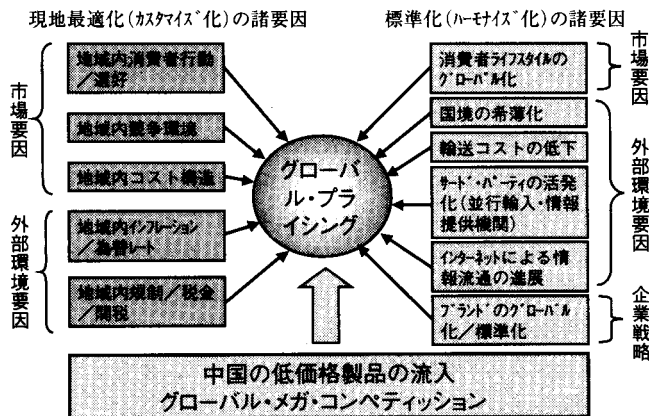 現地最適化(ｶｽﾀﾏｲｽﾞ化)の諸要因
標準化(ﾊｰﾓﾅｲｽﾞ化)の諸要因
市場要因
地域内消費者行動
／選好
地域内競争環境
地域内コスト構造
外部環境要因
地域内ｲﾝﾌﾚｰｼｮﾝ
／為替レート
地域内規制／税金
／関税
グローバ
ル・プラ
イシング
消費者ﾗｲﾌｽﾀｲﾙの
ｸﾞﾛｰﾊﾞﾙ化
市場要因
国境の希薄化
輸送コストの低下
ｻｰﾄﾞ・ﾊﾟｰﾃｨの活発
化(並行輸入・情報
提供機関)
ｲﾝﾀｰﾈｯﾄによる情
報流通の進展
外部環境要因
ﾌﾞﾗﾝﾄﾞのｸﾞﾛｰﾊﾞﾙ
化／標準化
企業戦略
中国の低価格製品の流入
グローバル・メガ・コンペティッション